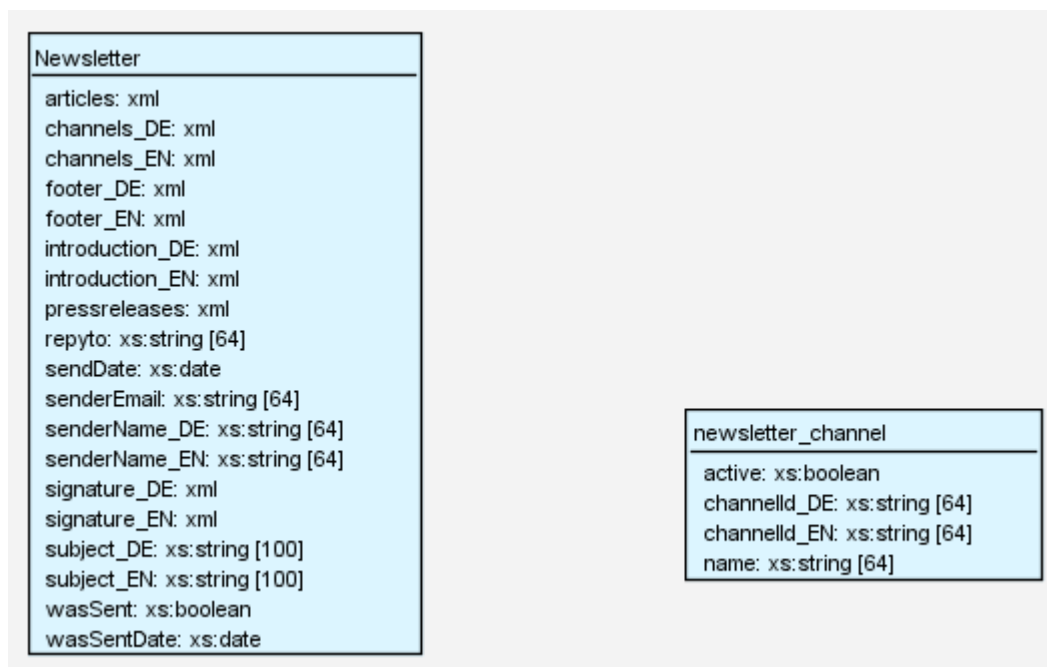 Newsletter
articles: xml
channels_DE: xml
channels_EN: xml
footer_DE: xml
footer_EN: xml
introduction_DE: xml
introduction_EN: xml
pressreleases: xml
repyto: xs:string [64]
sendDate: xs:date
senderEmail: xs:string [64]
senderName_DE: xs:string [64]
senderName_EN: xs:string [64]
signature_DE: xml
signature_EN: xml
subject_DE: xs:string [100]
subject_EN: xs:string [100]
wasSent: xs:boolean
wasSentDate: xs:date
newsletter_channel
active: xs:boolean
channelId_DE: xs:string [64]
channelId_EN: xs:string [64]
name: xs:string [64]